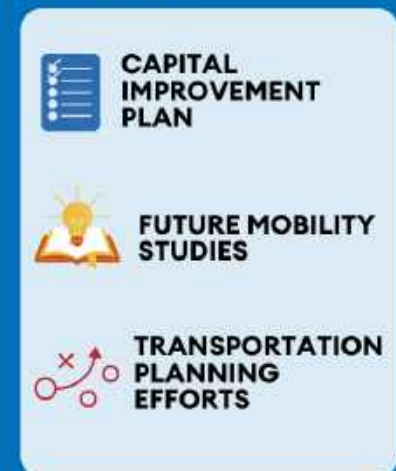 CAPITAL
IMPROVEMENT
PLAN
FUTURE MOBILITY
STUDIES
TRANSPORTATION
PLANNING
EFFORTS